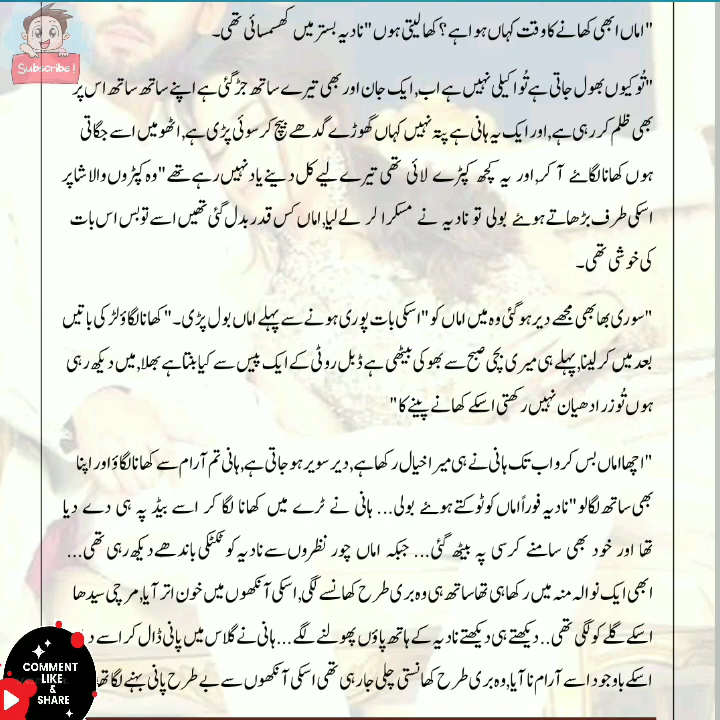 "اماں ابھی کھانے کا وقت کہاں ہوا ہے؟ کھا لیتی ہوں" نادیہ بستر میں کھسمسائی تھی۔
"تُو کیوں بھول جاتی ہے تُو اکیلی نہیں ہے اب, ایک جان اور بھی تیرے ساتھ جڑ گئی ہے اپنے ساتھ ساتھ اس پر
بھی ظلم کر رہی ہے, اور ایک یہ ہانی ہے پتہ نہیں کہاں گھوڑے گدھے بیچ کر سوئی پڑی ہے, اٹھو میں اسے جگاتی
ہوں کھانا لگائے آ کر, اور یہ کچھ کپڑے لائی تھی تیرے لیے کل دینے یاد نہیں رہے تھے" وہ کپڑوں والا شاپر
اسکی طرف بڑھاتے ہوئے بولی تو نادیہ نے مسکرا کر لے لیا, اماں کس قدر بدل گئی تھیں اسے تو بس اس بات
کی خوشی تھی۔
"سوری بھابھی مجھے دیر ہوگئی وہ میں اماں کو" اسکی بات پوری ہونے سے پہلے اماں بول پڑی۔ "کھانا لگاؤ لڑکی باتیں
بعد میں کر لینا, پہلے ہی میری بچی صبح سے بھوکی بیٹھی ہے ڈبل روٹی کے ایک پیس سے کیا بنتا ہے بھلا, میں دیکھ رہی
ہوں تُو زرا دھیان نہیں رکھتی اسکے کھانے پینے کا"
"اچھا اماں بس کرو اب تک ہانی نے ہی میرا خیال رکھا ہے, دیر سویر ہو جاتی ہے, ہانی تم آرام سے کھانا لگاؤ اور اپنا
بھی ساتھ لگا لو" نادیہ فوراً اماں کو ٹوکتے ہوئے بولی... ہانی نے ٹرے میں کھانا لگا کر اسے بیڈ پہ ہی دے دیا
تھا اور خود بھی سامنے کرسی پہ بیٹھ گئی... جبکہ اماں چور نظروں سے نادیہ کو ٹکٹکی باندھے دیکھ رہی تھی...
ابھی ایک نوالہ منہ میں رکھا ہی تھا ساتھ ہی وہ بری طرح کھانسے لگی, اسکی آنکھوں میں خون اتر آیا, مرچی سیدھا
اسکے گلے کو لگی تھی.. دیکھتے ہی دیکھتے نادیہ کے ہاتھ پاؤں پھولنے لگے... ہانی نے گلاس میں پانی ڈال کر اسے
اسکے باوجود اسے آرام نا آیا, وہ بری طرح کھانستی چلی جا رہی تھی اسکی آنکھوں سے بے طرح پانی بہنے لگا تھا
Subscribe!
COMMENT
LIKE
&
SHARE